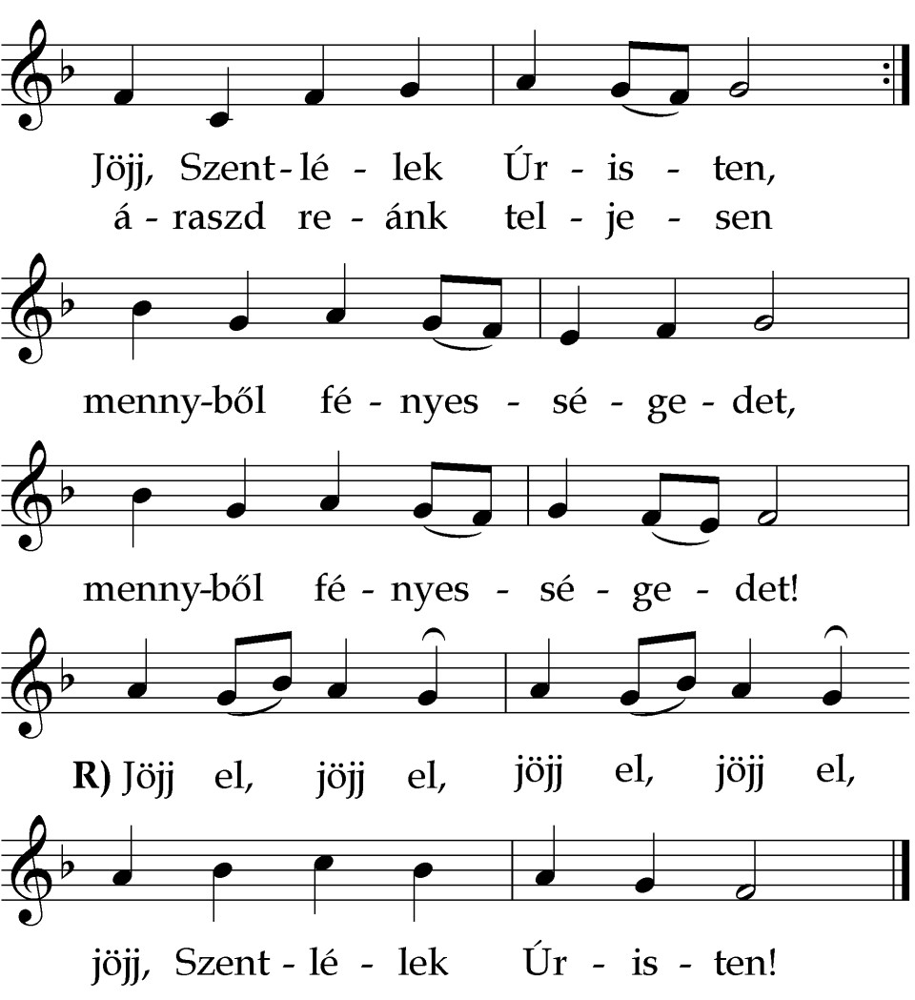 Jöjj, Szent-lé - lek Úr - is - ten,
á - raszd re - ánk tel - je - sen
menny-ből fé - nyes - sé - ge - det,
menny-ből fé - nyes - sé - ge - det!
R) Jöjj el, jöjj el, jöjj el, jöjj el,
jöjj, Szent - lé - lek Úr - is - ten!